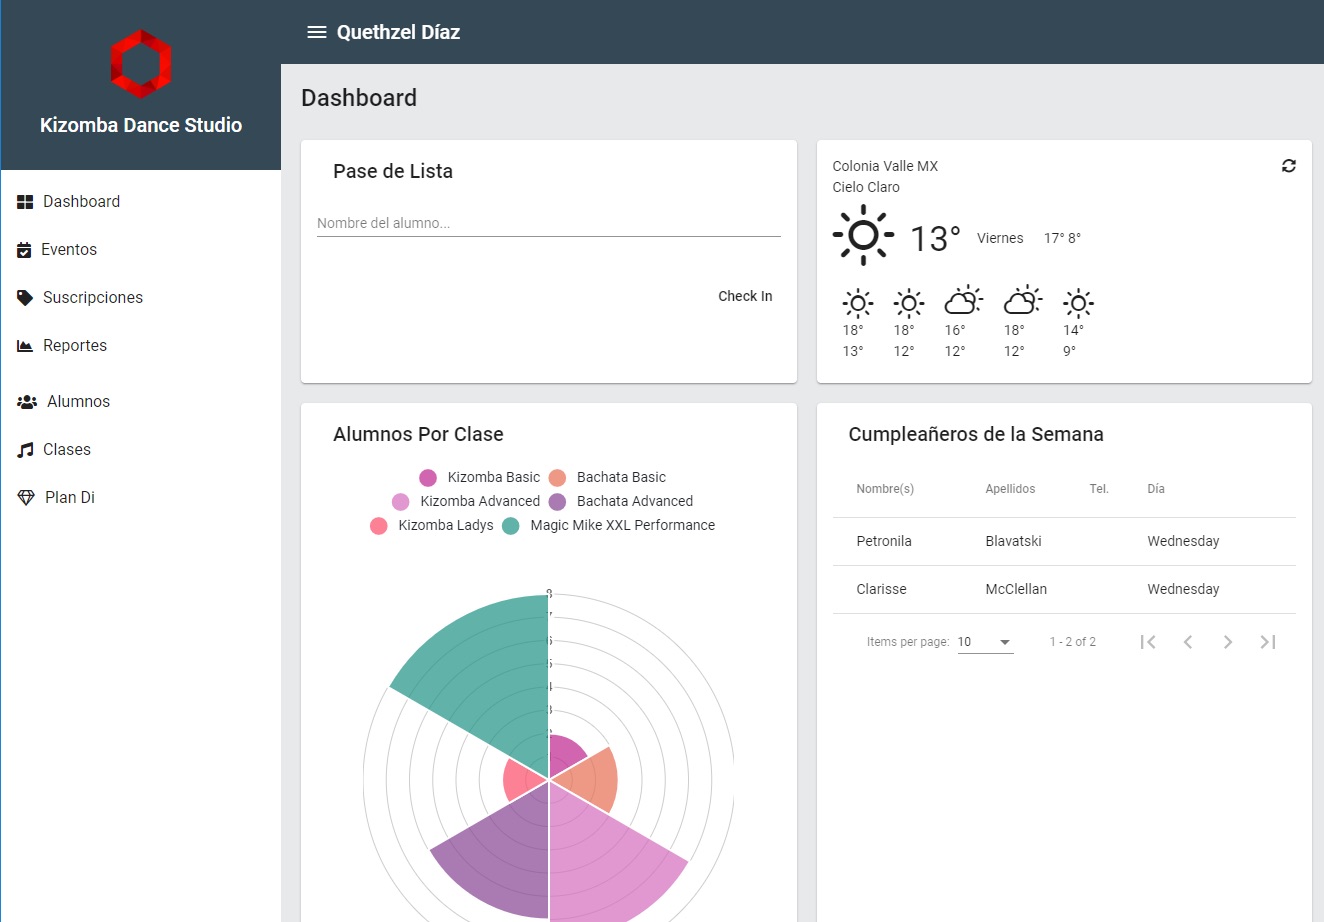 Kizomba Dance Studio
Dashboard
Eventos
Suscripciones
Reportes
Alumnos
Clases
Plan Di
Quethzel Díaz
Dashboard
Pase de Lista
Nombre del alumno...
Check In
Colonia Valle MX
Cielo Claro
13° Viernes 17° 8°
18° 18° 16° 18° 14°
13° 12° 12° 12° 9°
Alumnos Por Clase
Kizomba Basic Bachata Basic
Kizomba Advanced Bachata Advanced
Kizomba Ladys Magic Mike XXL Performance
8
7
6
5
4
3
2
Cumpleañeros de la Semana
Nombre(s) Apellidos Tel. Día
Petronila Blavatski Wednesday
Clarisse McClellan Wednesday
Items per page: 10 1 - 2 of 2